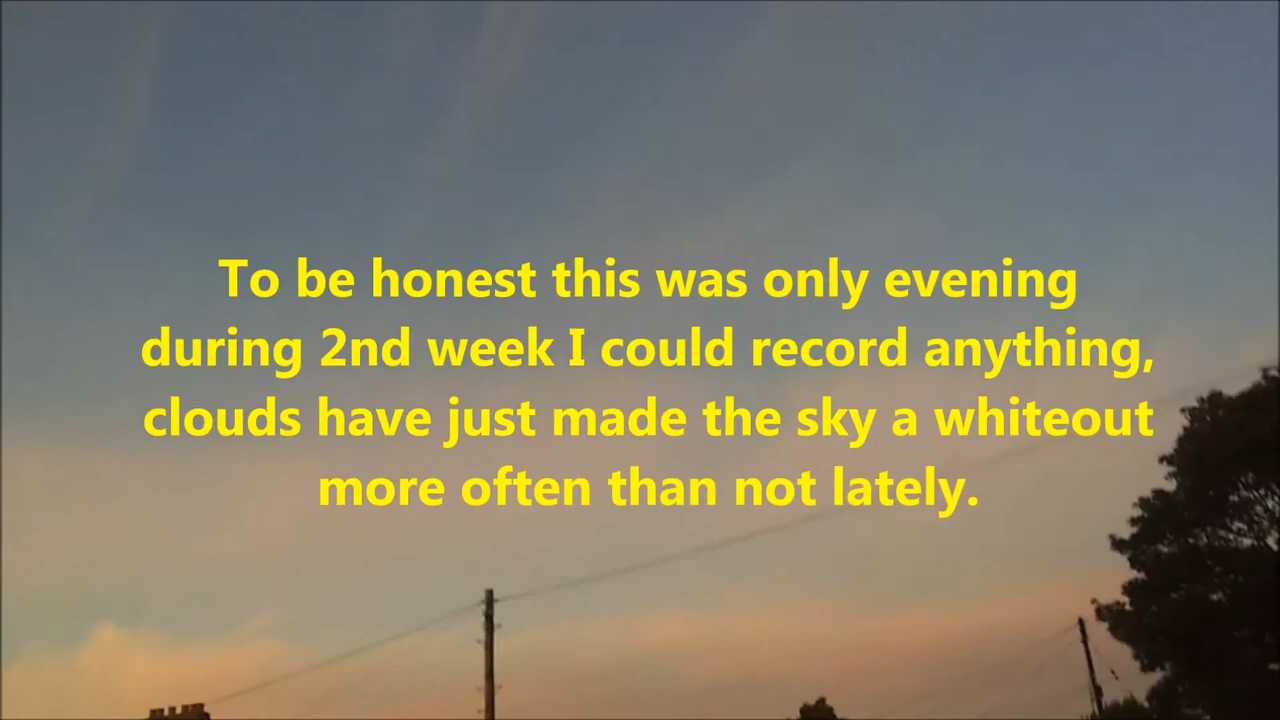 To be honest this was only evening
during 2nd week I could record anything,
clouds have just made the sky a whiteout
more often than not lately.